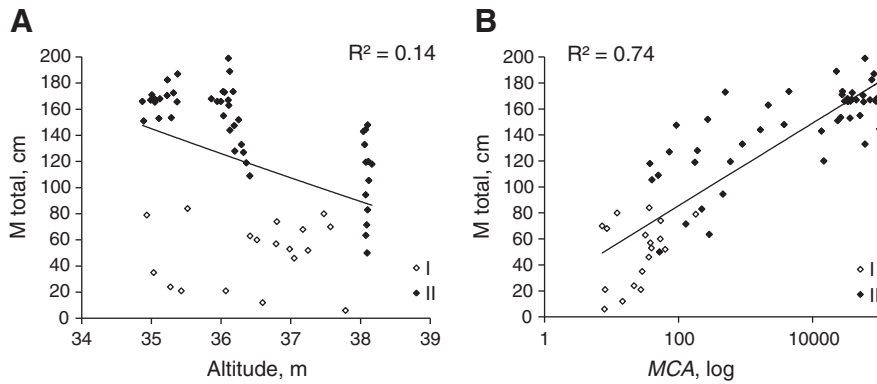 A
B
R² = 0.14
R² = 0.74
200
180
160
140
120
100
80
60
40
20
0
M total, cm
34
35
36
37
38
39
Altitude, m
I
II
200
180
160
140
120
100
80
60
40
20
0
M total, cm
1
100
10000
MCA, log
I
II